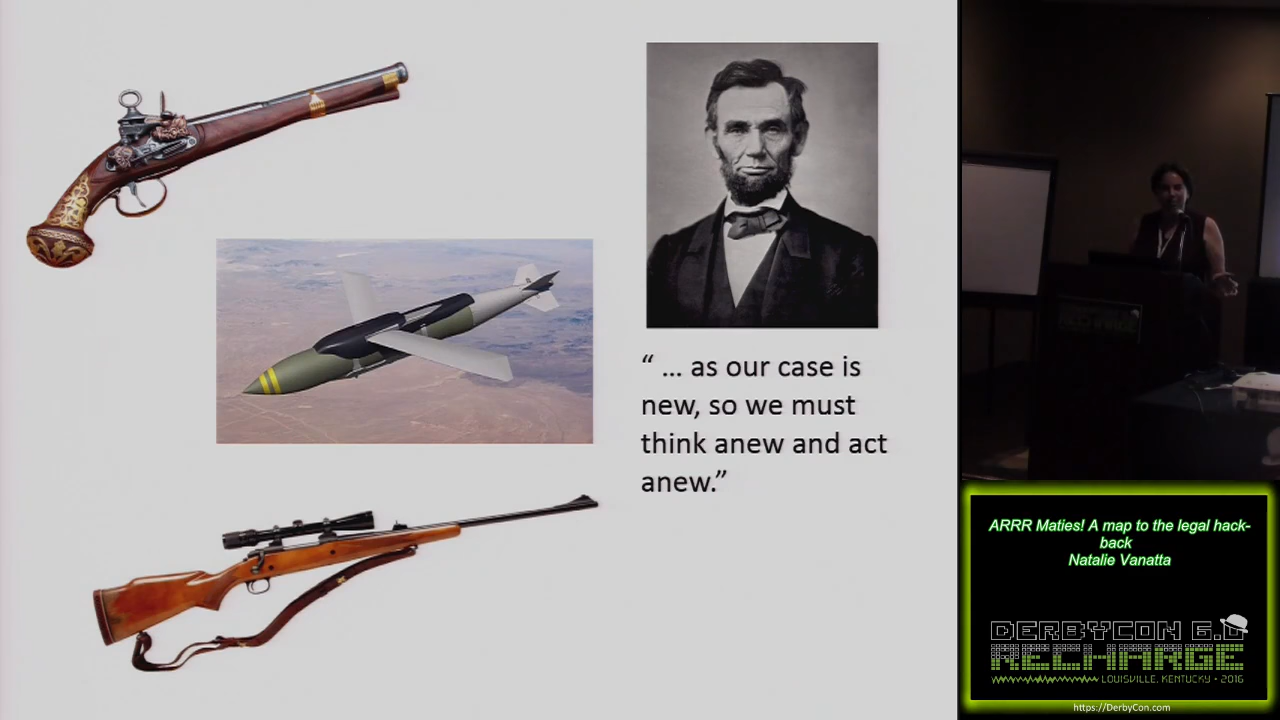 “ ... as our case is
new, so we must
think anew and act
anew.”
RECHARGE
ARRR Maties! A map to the legal hack-
back
Natalie Vanatta
DERBYCON 6.0
RECHARGE
LOUISVILLE, KENTUCKY • 2016
https://DerbyCon.com